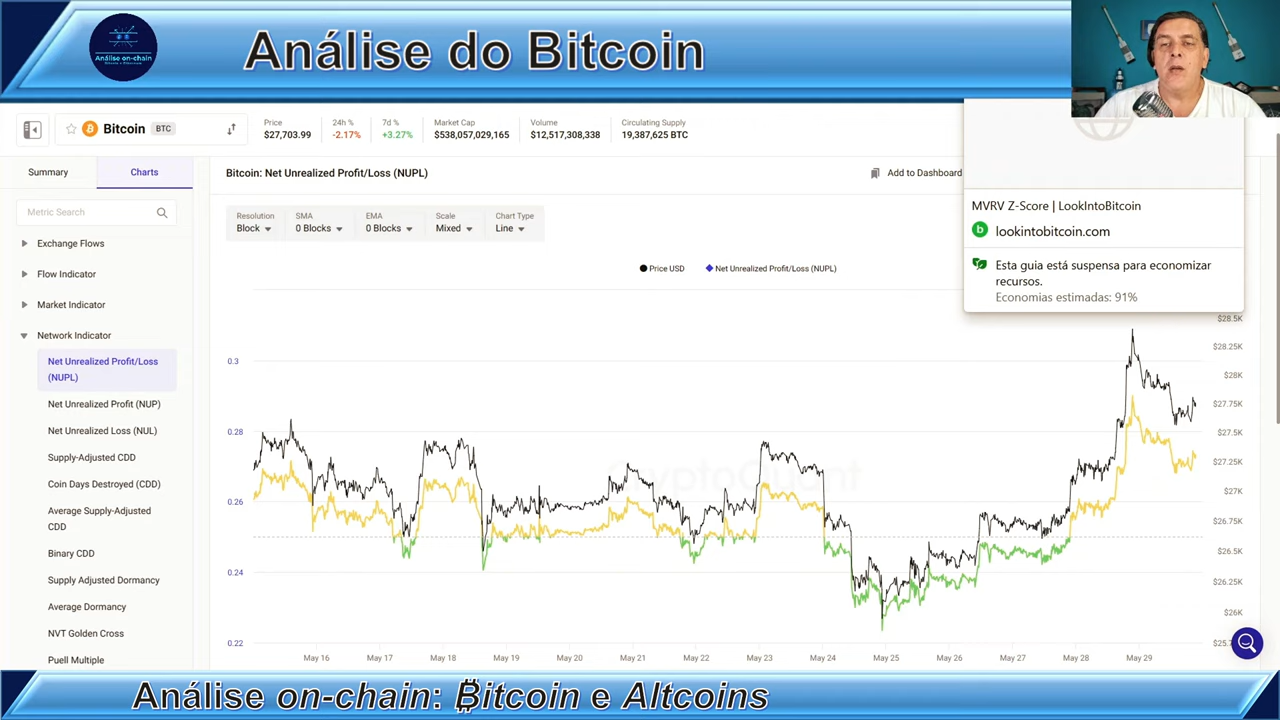 Análise do Bitcoin
Análise on-chain
Bitcoin BTC
Price
$27,703.99
24h %
-2.17%
7d %
+3.27%
Market Cap
$538,057,029,165
Volume
$12,517,308,338
Circulating Supply
19,387,625 BTC
Summary
Charts
Metric Search
Exchange Flows
Flow Indicator
Market Indicator
Network Indicator
Net Unrealized Profit/Loss
(NUPL)
Net Unrealized Profit (NUP)
Net Unrealized Loss (NUL)
Supply-Adjusted CDD
Coin Days Destroyed (CDD)
Average Supply-Adjusted
CDD
Binary CDD
Supply Adjusted Dormancy
Average Dormancy
NVT Golden Cross
Puell Multiple
Bitcoin: Net Unrealized Profit/Loss (NUPL)
Add to Dashboard
Resolution
Block
SMA
0 Blocks
EMA
0 Blocks
Scale
Mixed
Chart Type
Line
Price USD
Net Unrealized Profit/Loss (NUPL)
MVRV Z-Score | LookIntoBitcoin
lookintobitcoin.com
Esta guia está suspensa para economizar
recursos.
Economias estimadas: 91%
0.3
0.28
0.26
0.24
0.22
CryptoQuant
$28.5K
$28.25K
$28K
$27.75K
$27.5K
$27.25K
$27K
$26.75K
$26.5K
$26.25K
$26K
$25.7
May 16
May 17
May 18
May 19
May 20
May 21
May 22
May 23
May 24
May 25
May 26
May 27
May 28
May 29
Análise on-chain: ₿itcoin e Altcoins